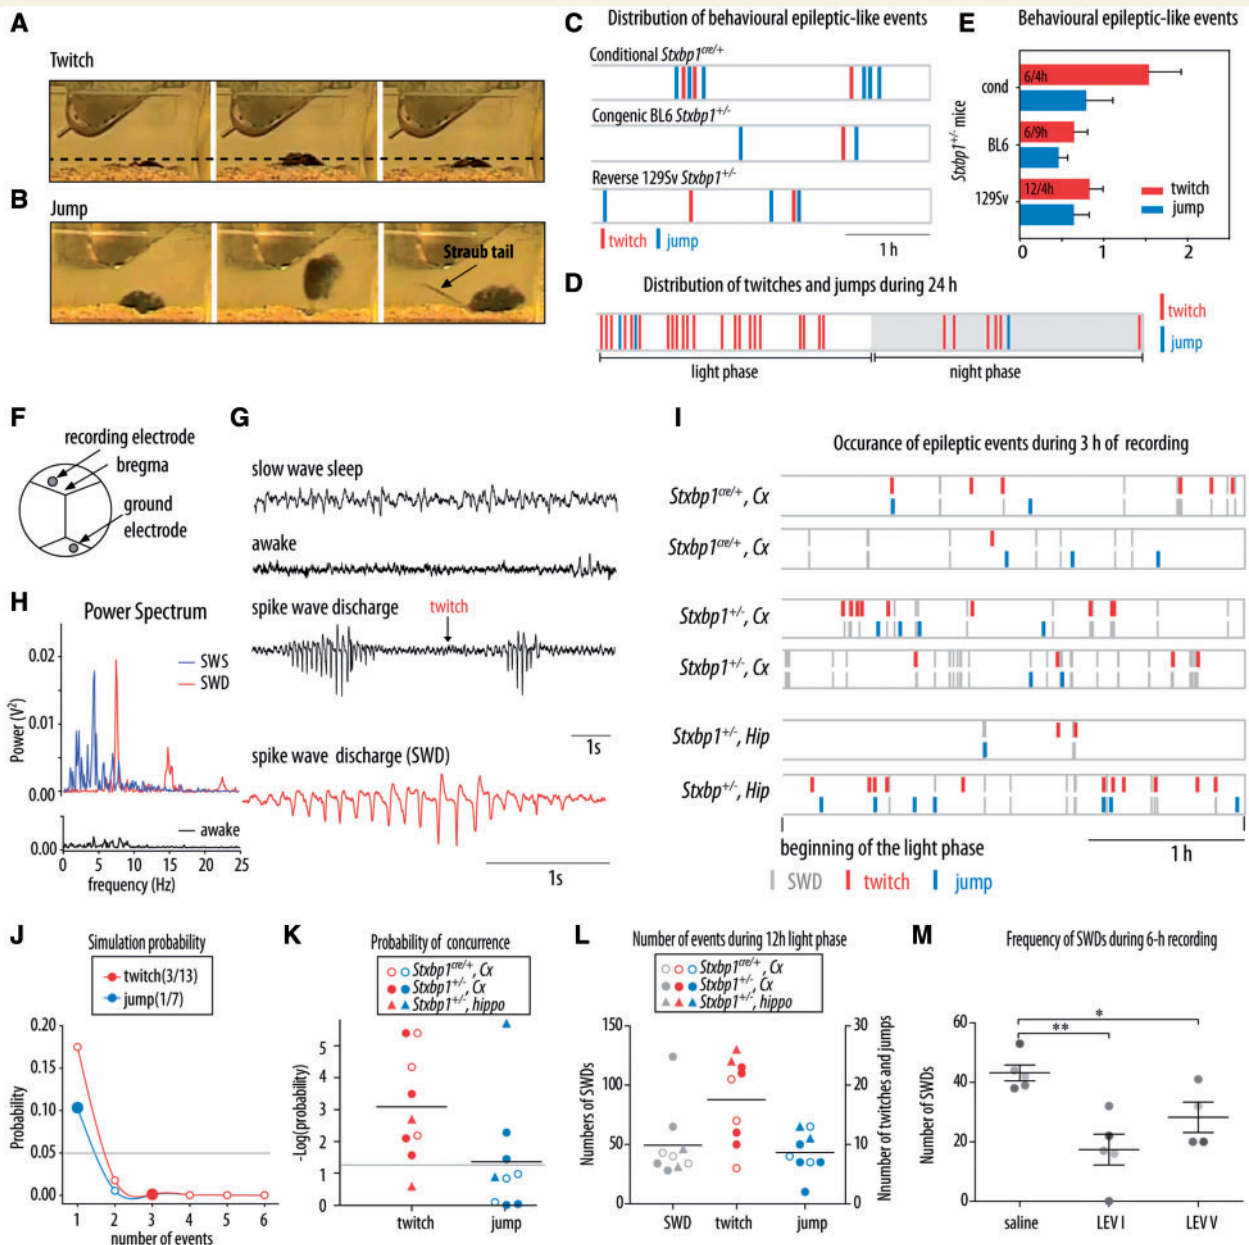 A
Twitch
B
Jump
Straub tail
C
Distribution of behavioural epileptic-like events
Conditional Stxbp1cre/+
Congenic BL6 Stxbp1+/-
Reverse 129Sv Stxbp1+/-
twitch jump
1 h
E
Behavioural epileptic-like events
Stxbp1+/- mice
cond
BL6
129Sv
6/4h
6/9h
12/4h
twitch
jump
0 1 2
D
Distribution of twitches and jumps during 24 h
twitch
jump
light phase
night phase
F
recording electrode
bregma
ground
electrode
G
slow wave sleep
awake
spike wave discharge
twitch
1s
spike wave discharge (SWD)
1s
H
Power Spectrum
SWS
SWD
Power (V2)
0.02
0.01
0.00
awake
0.00
0 5 10 15 20 25
frequency (Hz)
I
Occurance of epileptic events during 3 h of recording
Stxbp1cre/+, Cx
Stxbp1cre/+, Cx
Stxbp1+/-, Cx
Stxbp1+/-, Cx
Stxbp1+/-, Hip
Stxbp+/-, Hip
beginning of the light phase
1 h
SWD twitch jump
J
Simulation probability
twitch(3/13)
jump(1/7)
Probability
0.20
0.15
0.10
0.05
0.00
1 2 3 4 5 6
number of events
K
Probability of concurrence
Stxbp1cre/+, Cx
Stxbp1+/-, Cx
Stxbp1+/-, hippo
-Log(probability)
5
4
3
2
1
0
twitch jump
L
Number of events during 12h light phase
Stxbp1cre/+, Cx
Stxbp1+/-, Cx
Stxbp1+/-, hippo
Numbers of SWDs
150
100
50
0
30
20
10
0
Nnumber of twitches and jumps
SWD twitch jump
M
Frequency of SWDs during 6-h recording
Number of SWDs
60
40
20
0
*
**
saline LEV I LEV V